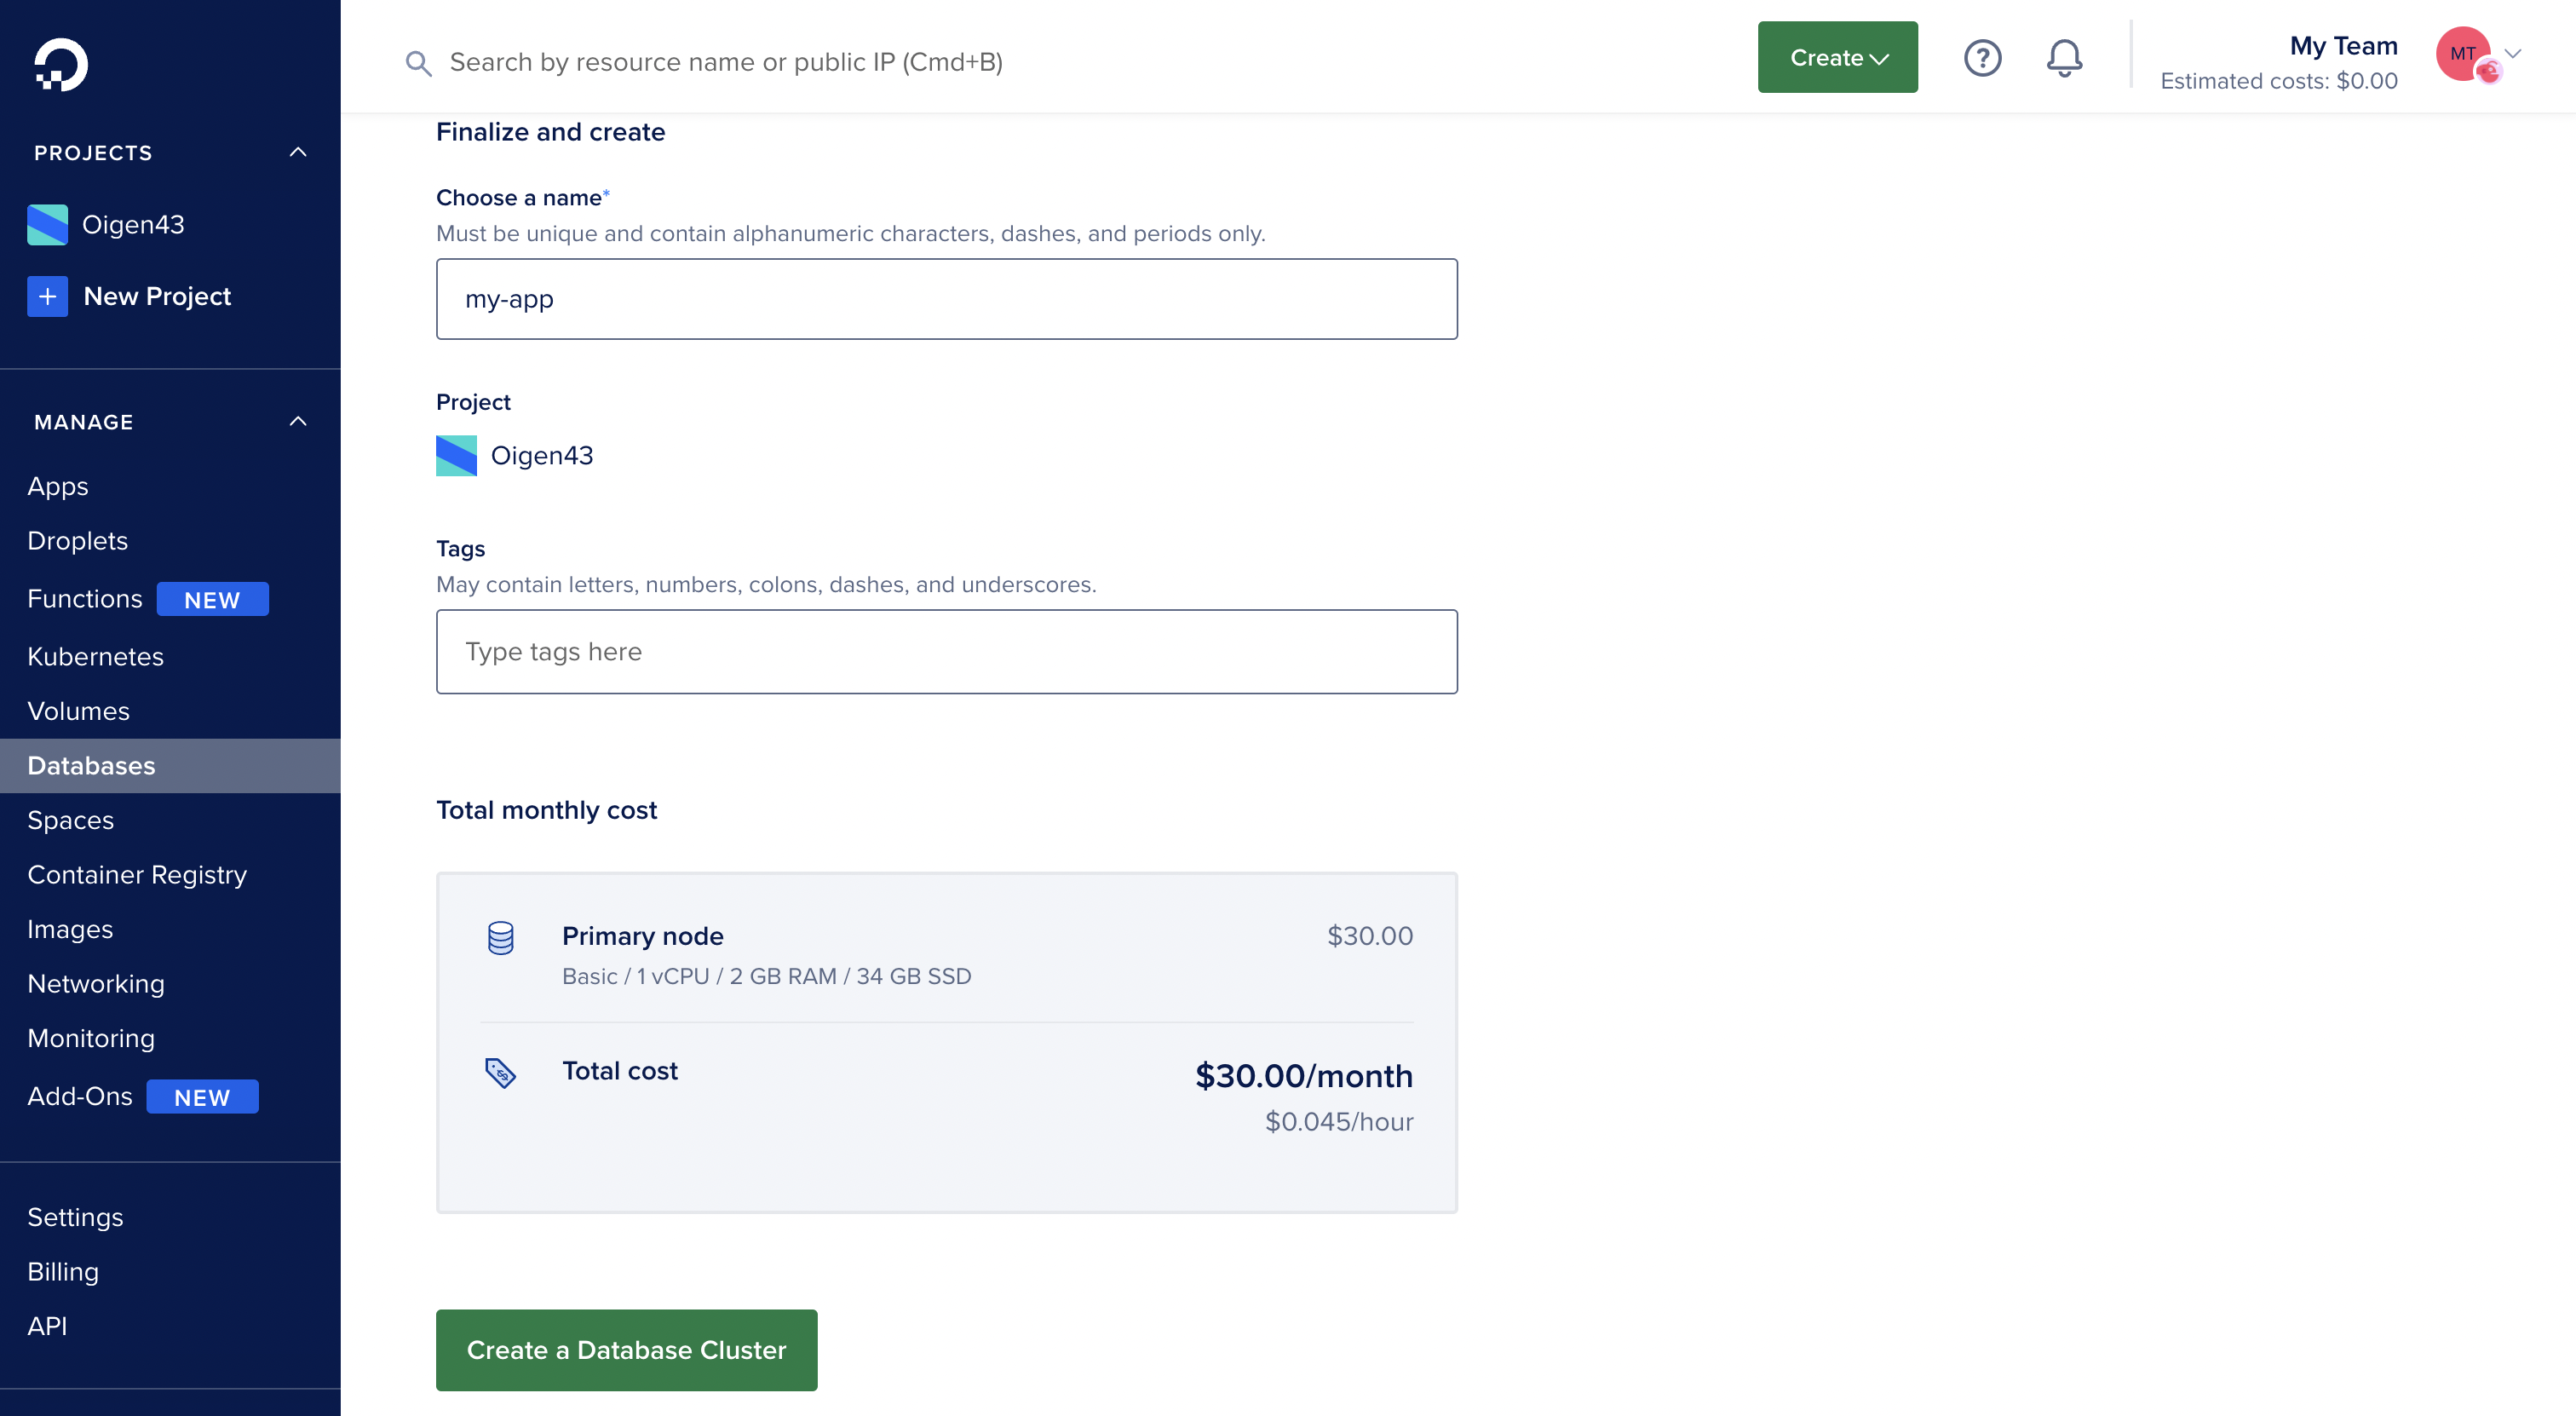 Search by resource name or public IP (Cmd+B)
Create
?
My Team
Estimated costs: $0.00
MT
PROJECTS
Oigen43
+ New Project
MANAGE
Apps
Droplets
Functions NEW
Kubernetes
Volumes
Databases
Spaces
Container Registry
Images
Networking
Monitoring
Add-Ons NEW
Settings
Billing
API
Finalize and create
Choose a name*
Must be unique and contain alphanumeric characters, dashes, and periods only.
my-app
Project
Oigen43
Tags
May contain letters, numbers, colons, dashes, and underscores.
Type tags here
Total monthly cost
Primary node $30.00
Basic / 1 vCPU / 2 GB RAM / 34 GB SSD
Total cost $30.00/month
$0.045/hour
Create a Database Cluster